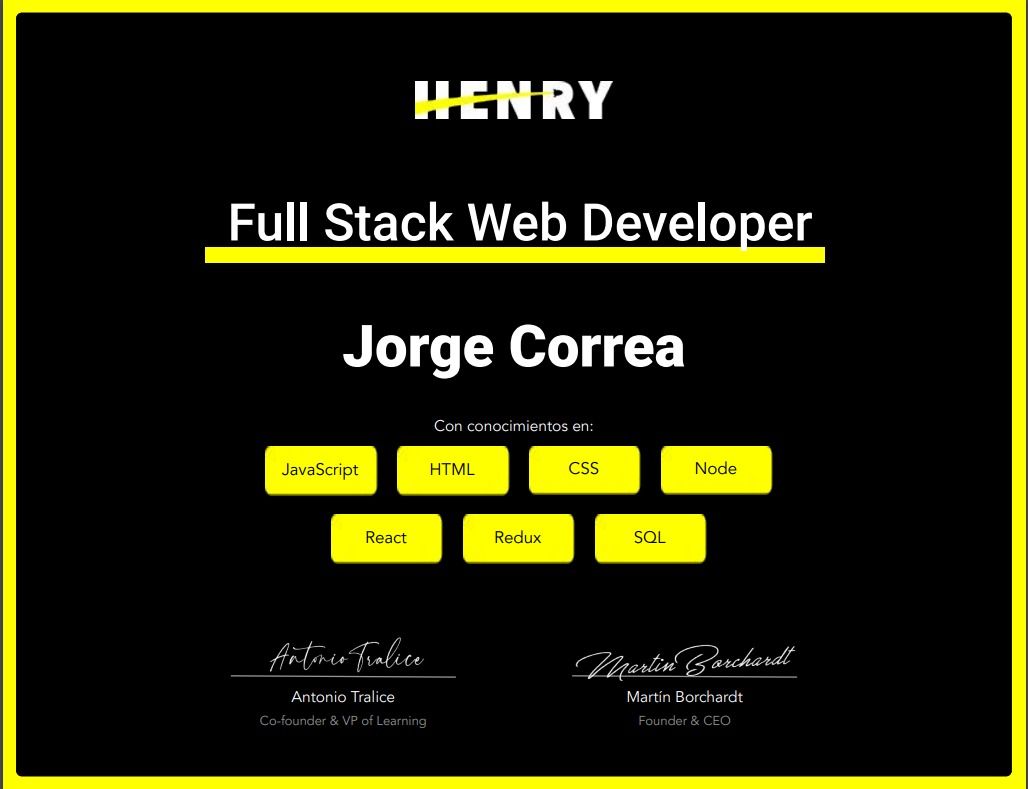 HENRY
Full Stack Web Developer
Jorge Correa
Con conocimientos en:
JavaScript HTML CSS Node
React Redux SQL
Antonio Tralice Martin Borchardt
Antonio Tralice Martín Borchardt
Co-founder & VP of Learning Founder & CEO